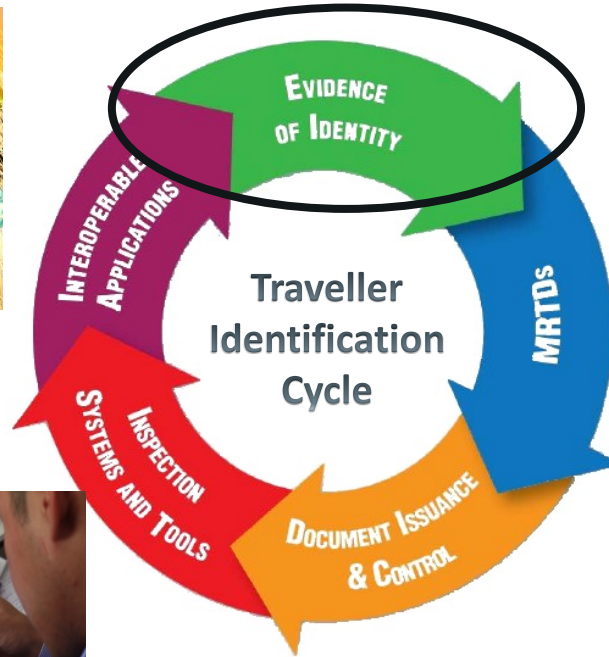 EVIDENCE
OF IDENTITY
MRTDs
DOCUMENT ISSUANCE
& CONTROL
INSPECTION
SYSTEMS AND TOOLS
INTEROPERABLE
APPLICATIONS
Traveller
Identification
Cycle